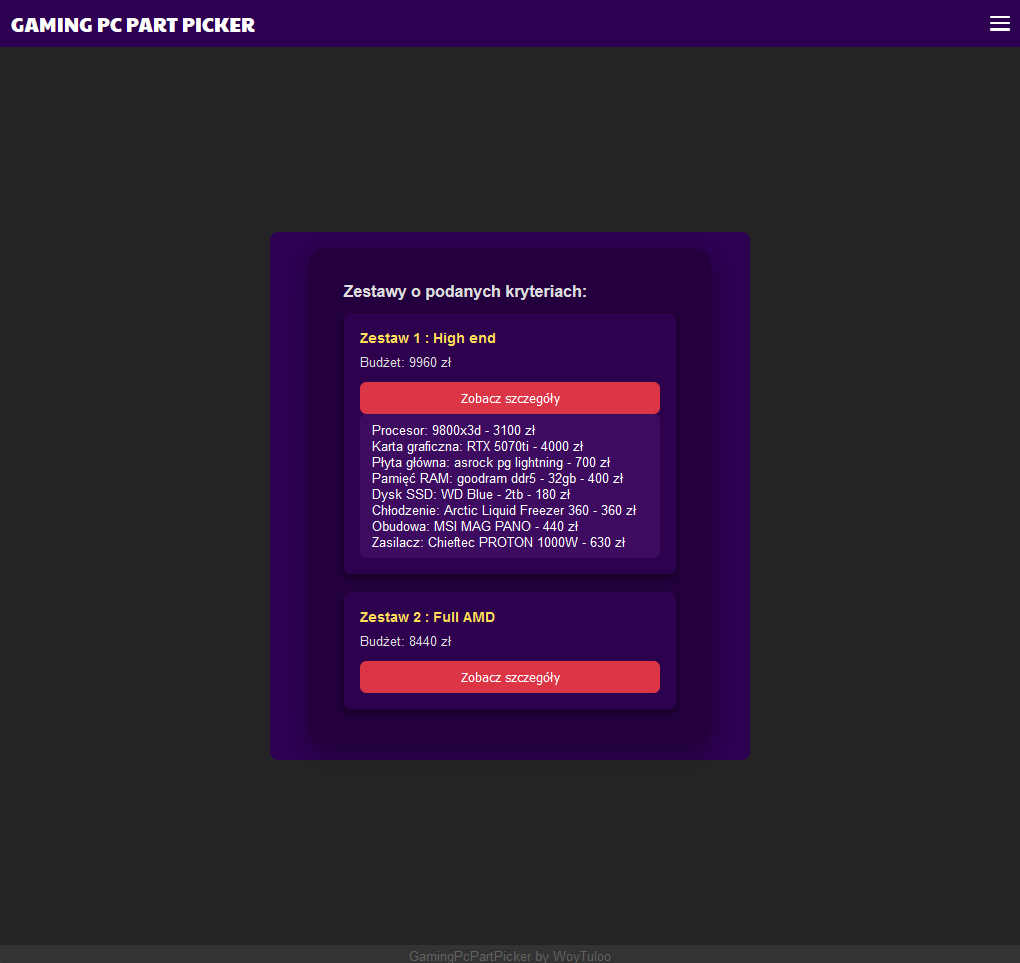 GAMING PC PART PICKER
Zestawy o podanych kryteriach:
Zestaw 1 : High end
Budżet: 9960 zł
Zobacz szczegóły
Procesor: 9800x3d - 3100 zł
Karta graficzna: RTX 5070ti - 4000 zł
Płyta główna: asrock pg lightning - 700 zł
Pamięć RAM: goodram ddr5 - 32gb - 400 zł
Dysk SSD: WD Blue - 2tb - 180 zł
Chłodzenie: Arctic Liquid Freezer 360 - 360 zł
Obudowa: MSI MAG PANO - 440 zł
Zasilacz: Chieftec PROTON 1000W - 630 zł
Zestaw 2 : Full AMD
Budżet: 8440 zł
Zobacz szczegóły
GamingPcPartPicker by WoyTuloo